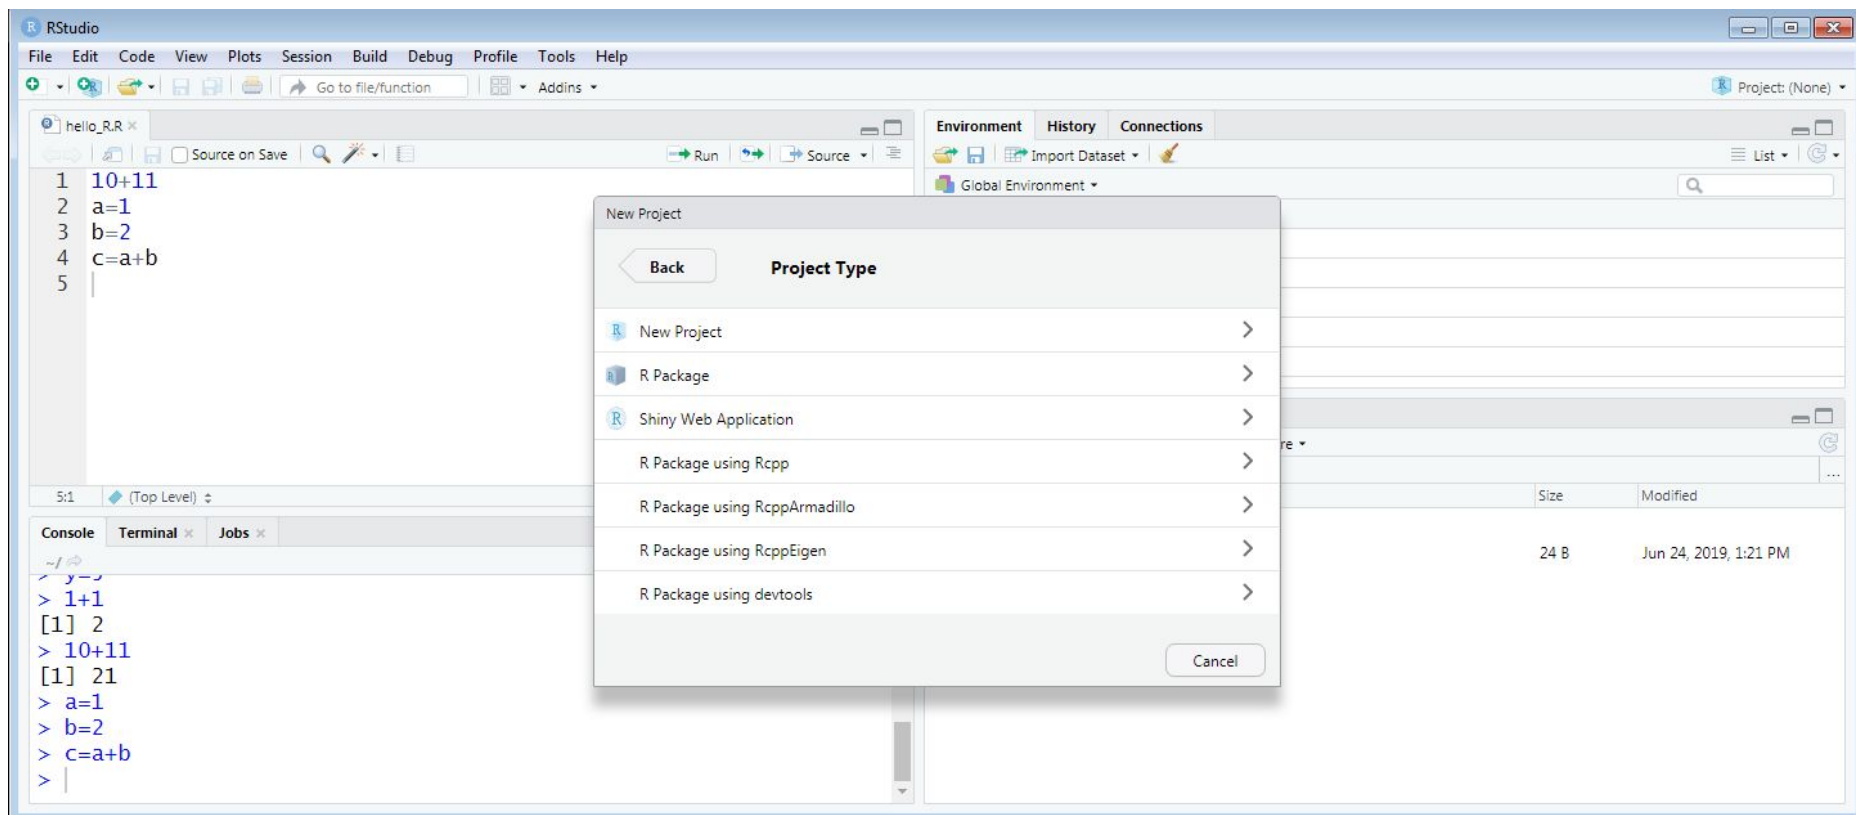 RStudio
File Edit Code View Plots Session Build Debug Profile Tools Help
Go to file/function Addins Project: (None)
hello_R.R
Source on Save Run Source
1 10+11
2 a=1
3 b=2
4 c=a+b
5
5:1 (Top Level)
Console Terminal Jobs
~/
> 1+1
[1] 2
> 10+11
[1] 21
> a=1
> b=2
> c=a+b
>
Environment History Connections
Import Dataset List
Global Environment
New Project
Back Project Type
New Project
R Package
Shiny Web Application
R Package using Rcpp
R Package using RcppArmadillo
R Package using RcppEigen
R Package using devtools
Cancel
re
...
Size Modified
24 B Jun 24, 2019, 1:21 PM